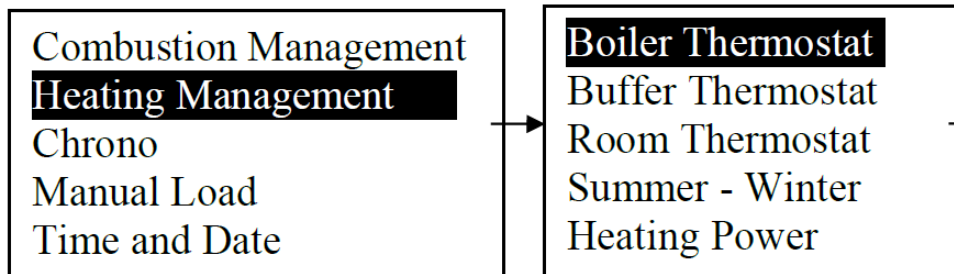 Combustion Management
Heating Management
Chrono
Manual Load
Time and Date
Boiler Thermostat
Buffer Thermostat
Room Thermostat
Summer - Winter
Heating Power